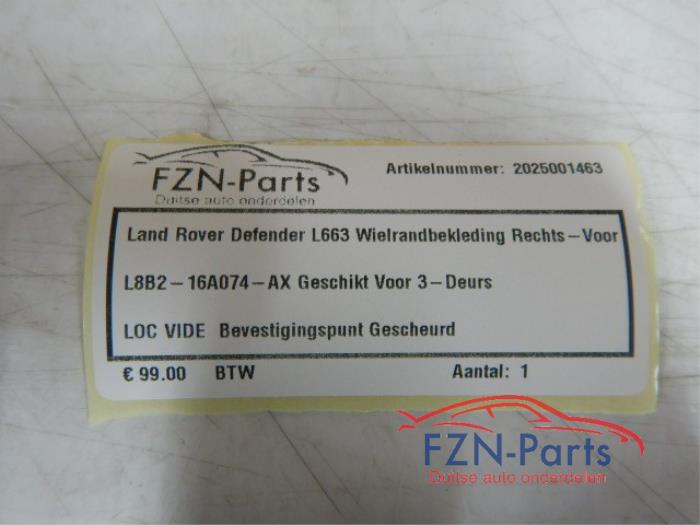 FZN-Parts
Duitse auto onderdelen
Artikelnummer: 2025001463
Land Rover Defender L663 Wielrandbekleding Rechts-Voor
L8B2-16A074-AX Geschikt Voor 3-Deurs
LOC VIDE Bevestigingspunt Gescheurd
€ 99.00 BTW Aantal: 1
FZN-Parts
Duitse auto onderdelen